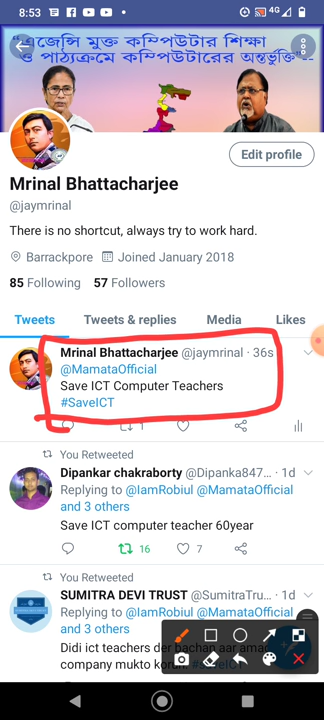 8:53
4G
"এজেন্সি মুক্ত কম্পিউটার শিক্ষা
ও পাঠ্যক্রমে কম্পিউটারের অন্তর্ভুক্তি"
Edit profile
Mrinal Bhattacharjee
@jaymrinal
There is no shortcut, always try to work hard.
Barrackpore Joined January 2018
85 Following 57 Followers
Tweets Tweets & replies Media Likes
Mrinal Bhattacharjee @jaymrinal · 36s
@MamataOfficial
Save ICT Computer Teachers
#SaveICT
1
You Retweeted
Dipankar chakraborty @Dipanka847... · 1d
Replying to @IamRobiul @MamataOfficial
and 3 others
Save ICT computer teacher 60year
16 7
You Retweeted
SUMITRA DEVI TRUST @SumitraTru... · 1d
Replying to @IamRobiul @MamataOfficial
and 3 others
Didi ict teachers der bachan aar
company mukto korun